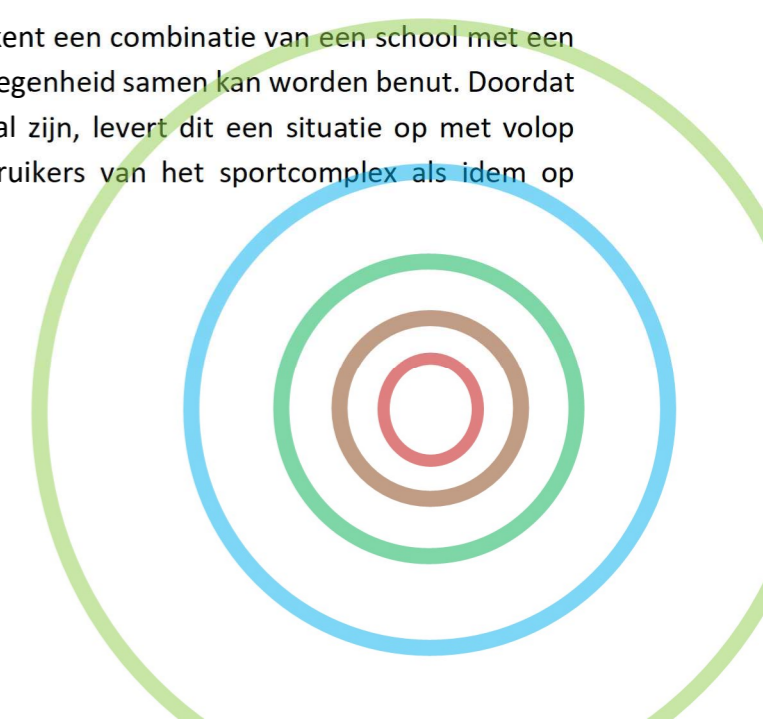 kent een combinatie van een school met een
egenheid samen kan worden benut. Doordat
al zijn, levert dit een situatie op met volop
ruikers van het sportcomplex als idem op